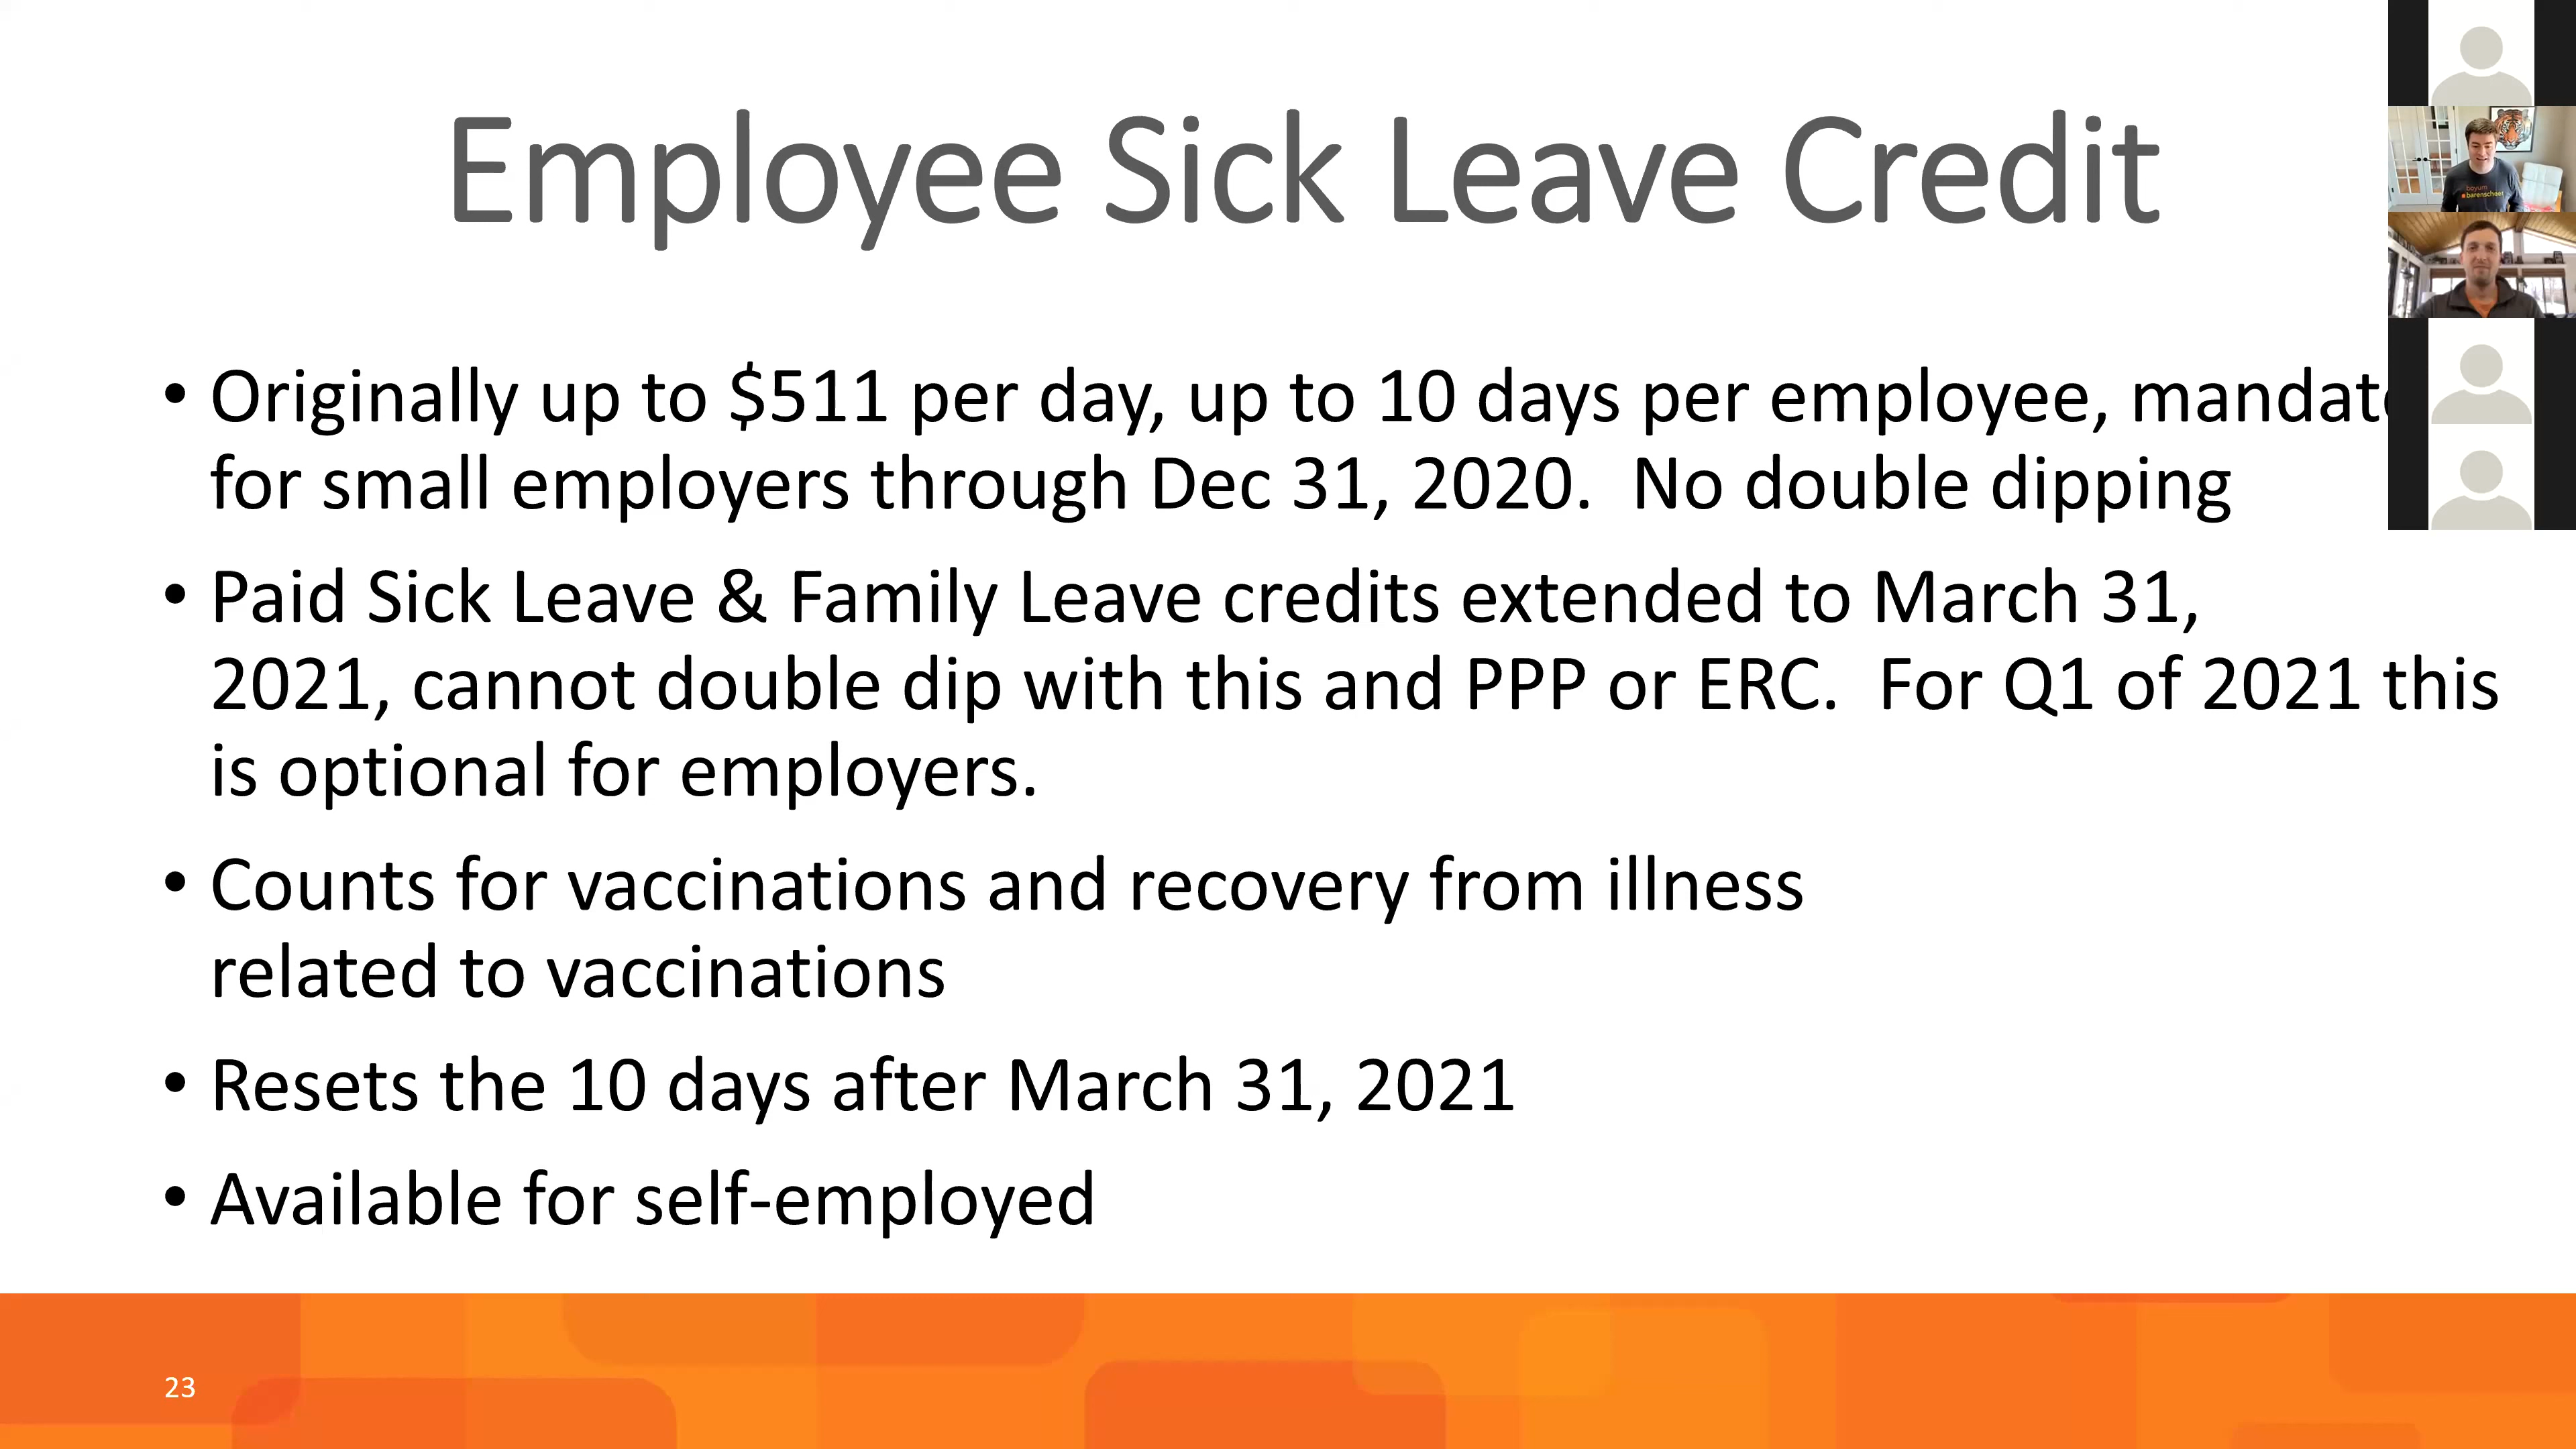 Employee Sick Leave Credit
• Originally up to $511 per day, up to 10 days per employee,
for small employers through Dec 31, 2020.  No double dipping
• Paid Sick Leave & Family Leave credits extended to March 31,
2021, cannot double dip with this and PPP or ERC.  For Q1 of 2021 this
is optional for employers.
• Counts for vaccinations and recovery from illness
related to vaccinations
• Resets the 10 days after March 31, 2021
• Available for self-employed
23
boyum
barenscheer